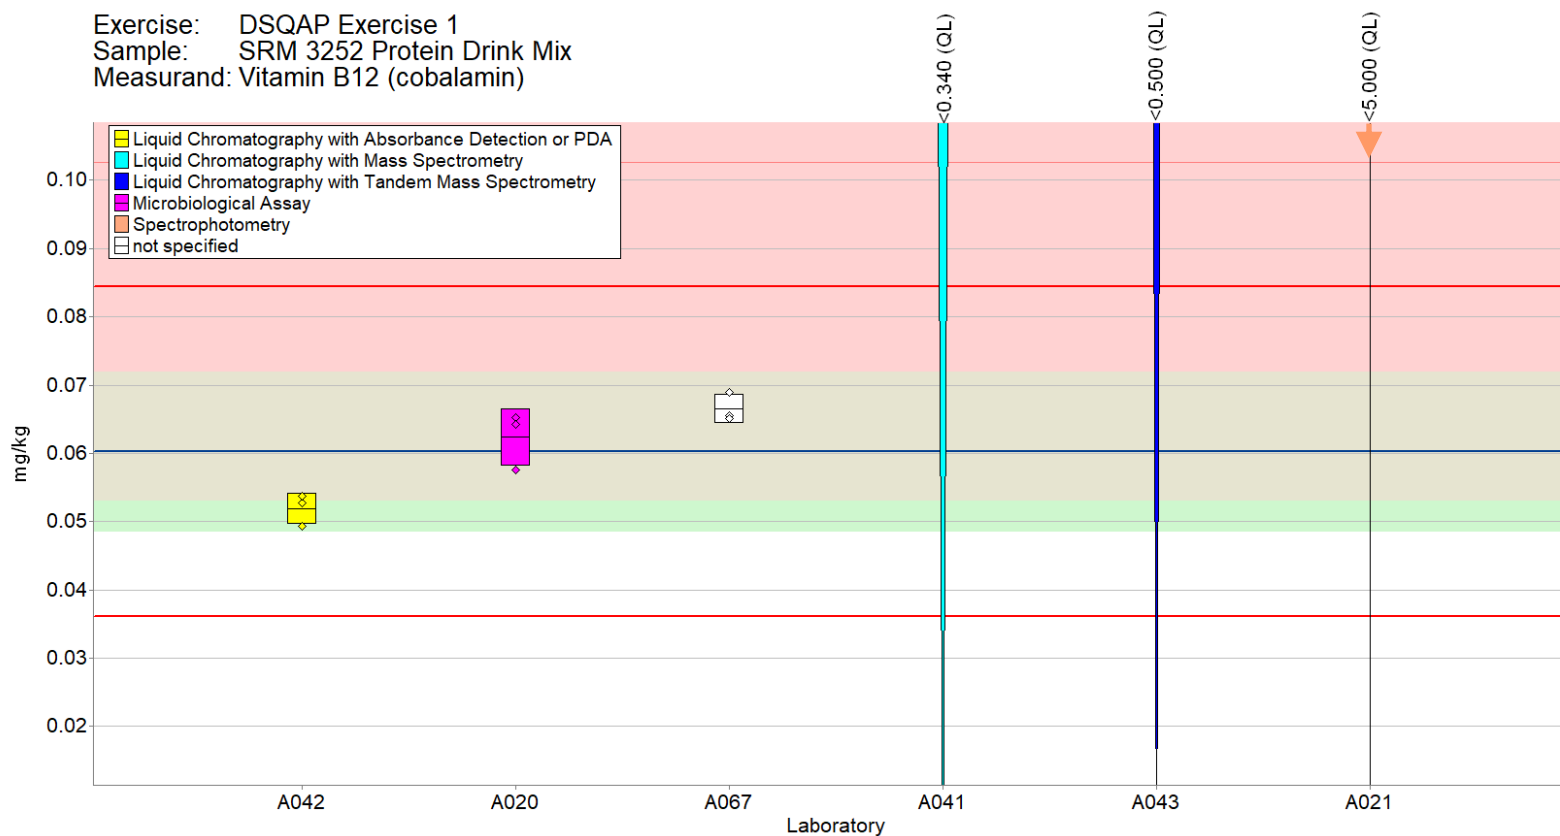 Exercise: DSQAP Exercise 1
Sample: SRM 3252 Protein Drink Mix
Measurand: Vitamin B12 (cobalamin)
<0.340 (QL)
<0.500 (QL)
<5.000 (QL)
Liquid Chromatography with Absorbance Detection or PDA
Liquid Chromatography with Mass Spectrometry
Liquid Chromatography with Tandem Mass Spectrometry
Microbiological Assay
Spectrophotometry
not specified
0.10
0.09
0.08
0.07
0.06
0.05
0.04
0.03
0.02
mg/kg
A042 A020 A067 A041 A043 A021
Laboratory